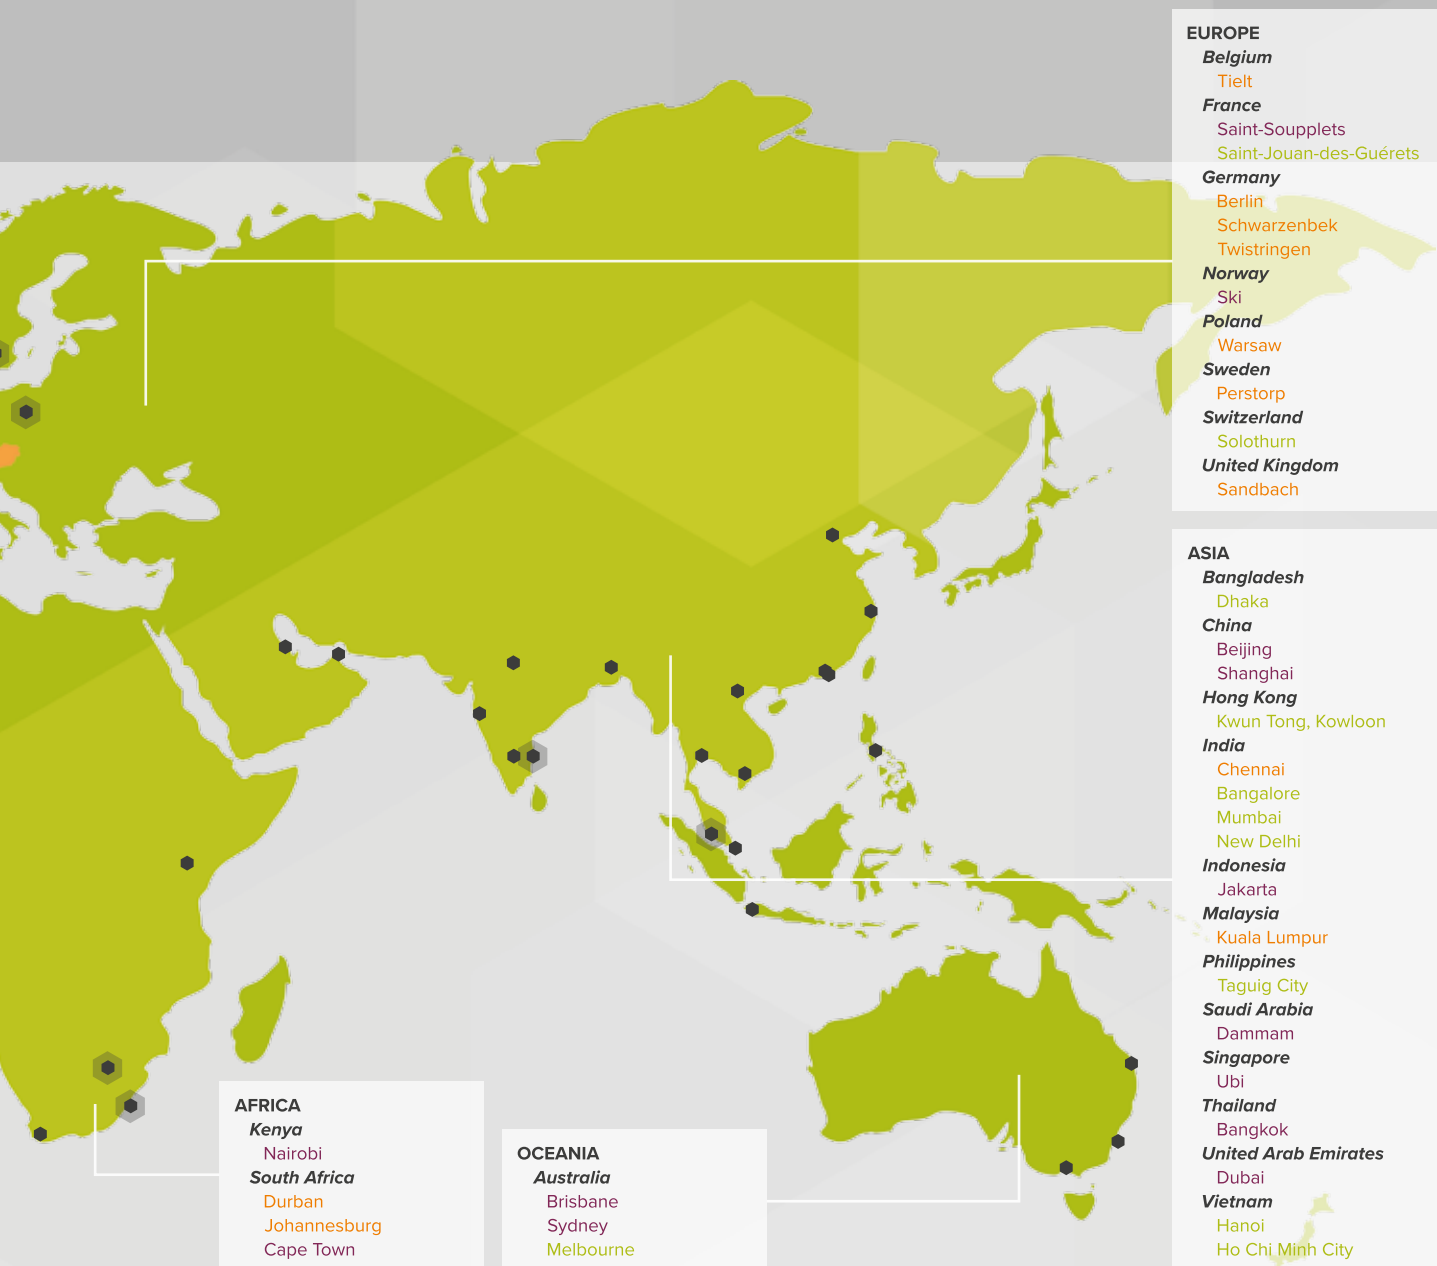 EUROPE
Belgium
Tielt
France
Saint-Soupplets
Saint-Jouan-des-Guérets
Germany
Berlin
Schwarzenbek
Twistringen
Norway
Ski
Poland
Warsaw
Sweden
Perstorp
Switzerland
Solothurn
United Kingdom
Sandbach
ASIA
Bangladesh
Dhaka
China
Beijing
Shanghai
Hong Kong
Kwun Tong, Kowloon
India
Chennai
Bangalore
Mumbai
New Delhi
Indonesia
Jakarta
Malaysia
Kuala Lumpur
Philippines
Taguig City
Saudi Arabia
Dammam
Singapore
Ubi
Thailand
Bangkok
United Arab Emirates
Dubai
Vietnam
Hanoi
Ho Chi Minh City
AFRICA
Kenya
Nairobi
South Africa
Durban
Johannesburg
Cape Town
OCEANIA
Australia
Brisbane
Sydney
Melbourne